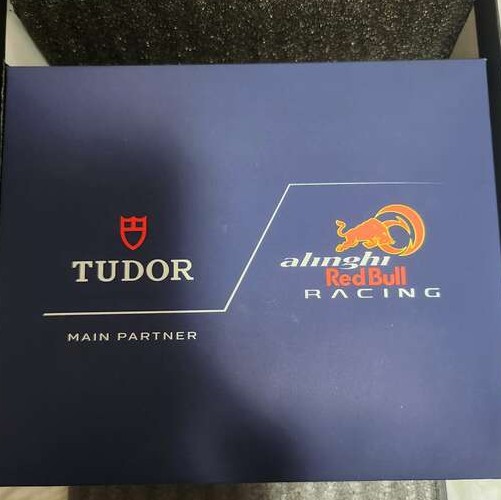 TUDOR
MAIN PARTNER
alinghi
Red Bull
RACING